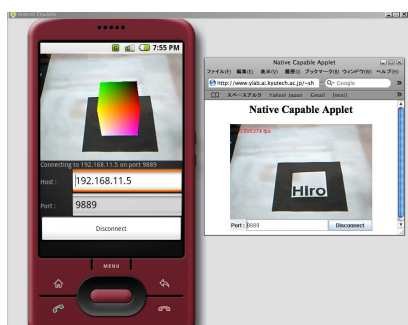 Android Emulator
7:55 PM
Connecting to 192.168.11.5 on port 9889
Host :
192.168.11.5
Port :
9889
Disconnect
MENU
Native Capable Applet
ファイル(F) 編集(E) 表示(V) 履歴(I) ブックマーク(B) ウィンドウ(W) ヘルプ(H)
http://www.ylab.ai.kyutech.ac.jp/~sh
Google
スペースアルク Yahoo! Japan Gmail [mixi]
Native Capable Applet
fps
Hiro
Port : 9889
Disconnect